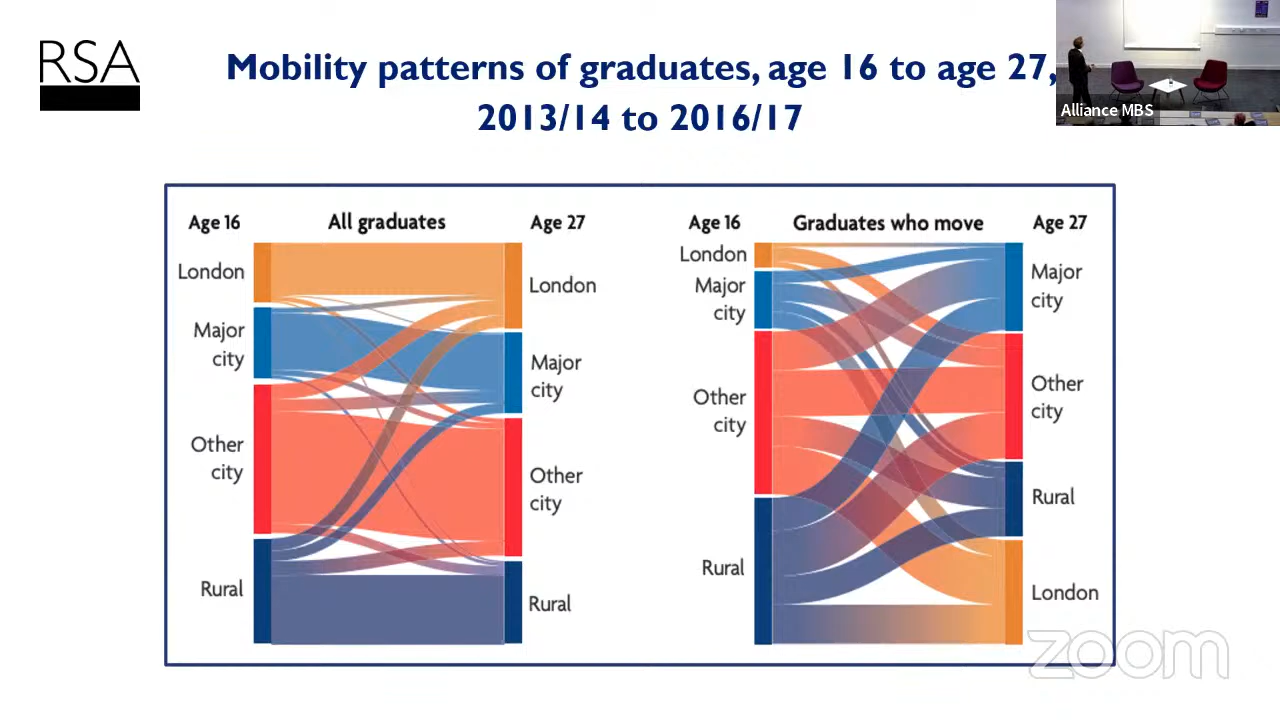 RSA
Mobility patterns of graduates, age 16 to age 27,
2013/14 to 2016/17
Alliance MBS
Age 16
All graduates
Age 27
London
Major
city
Other
city
Rural
London
Major
city
Other
city
Rural
Age 16
Graduates who move
Age 27
London
Major
city
Other
city
Rural
Major
city
Other
city
Rural
London
zoom